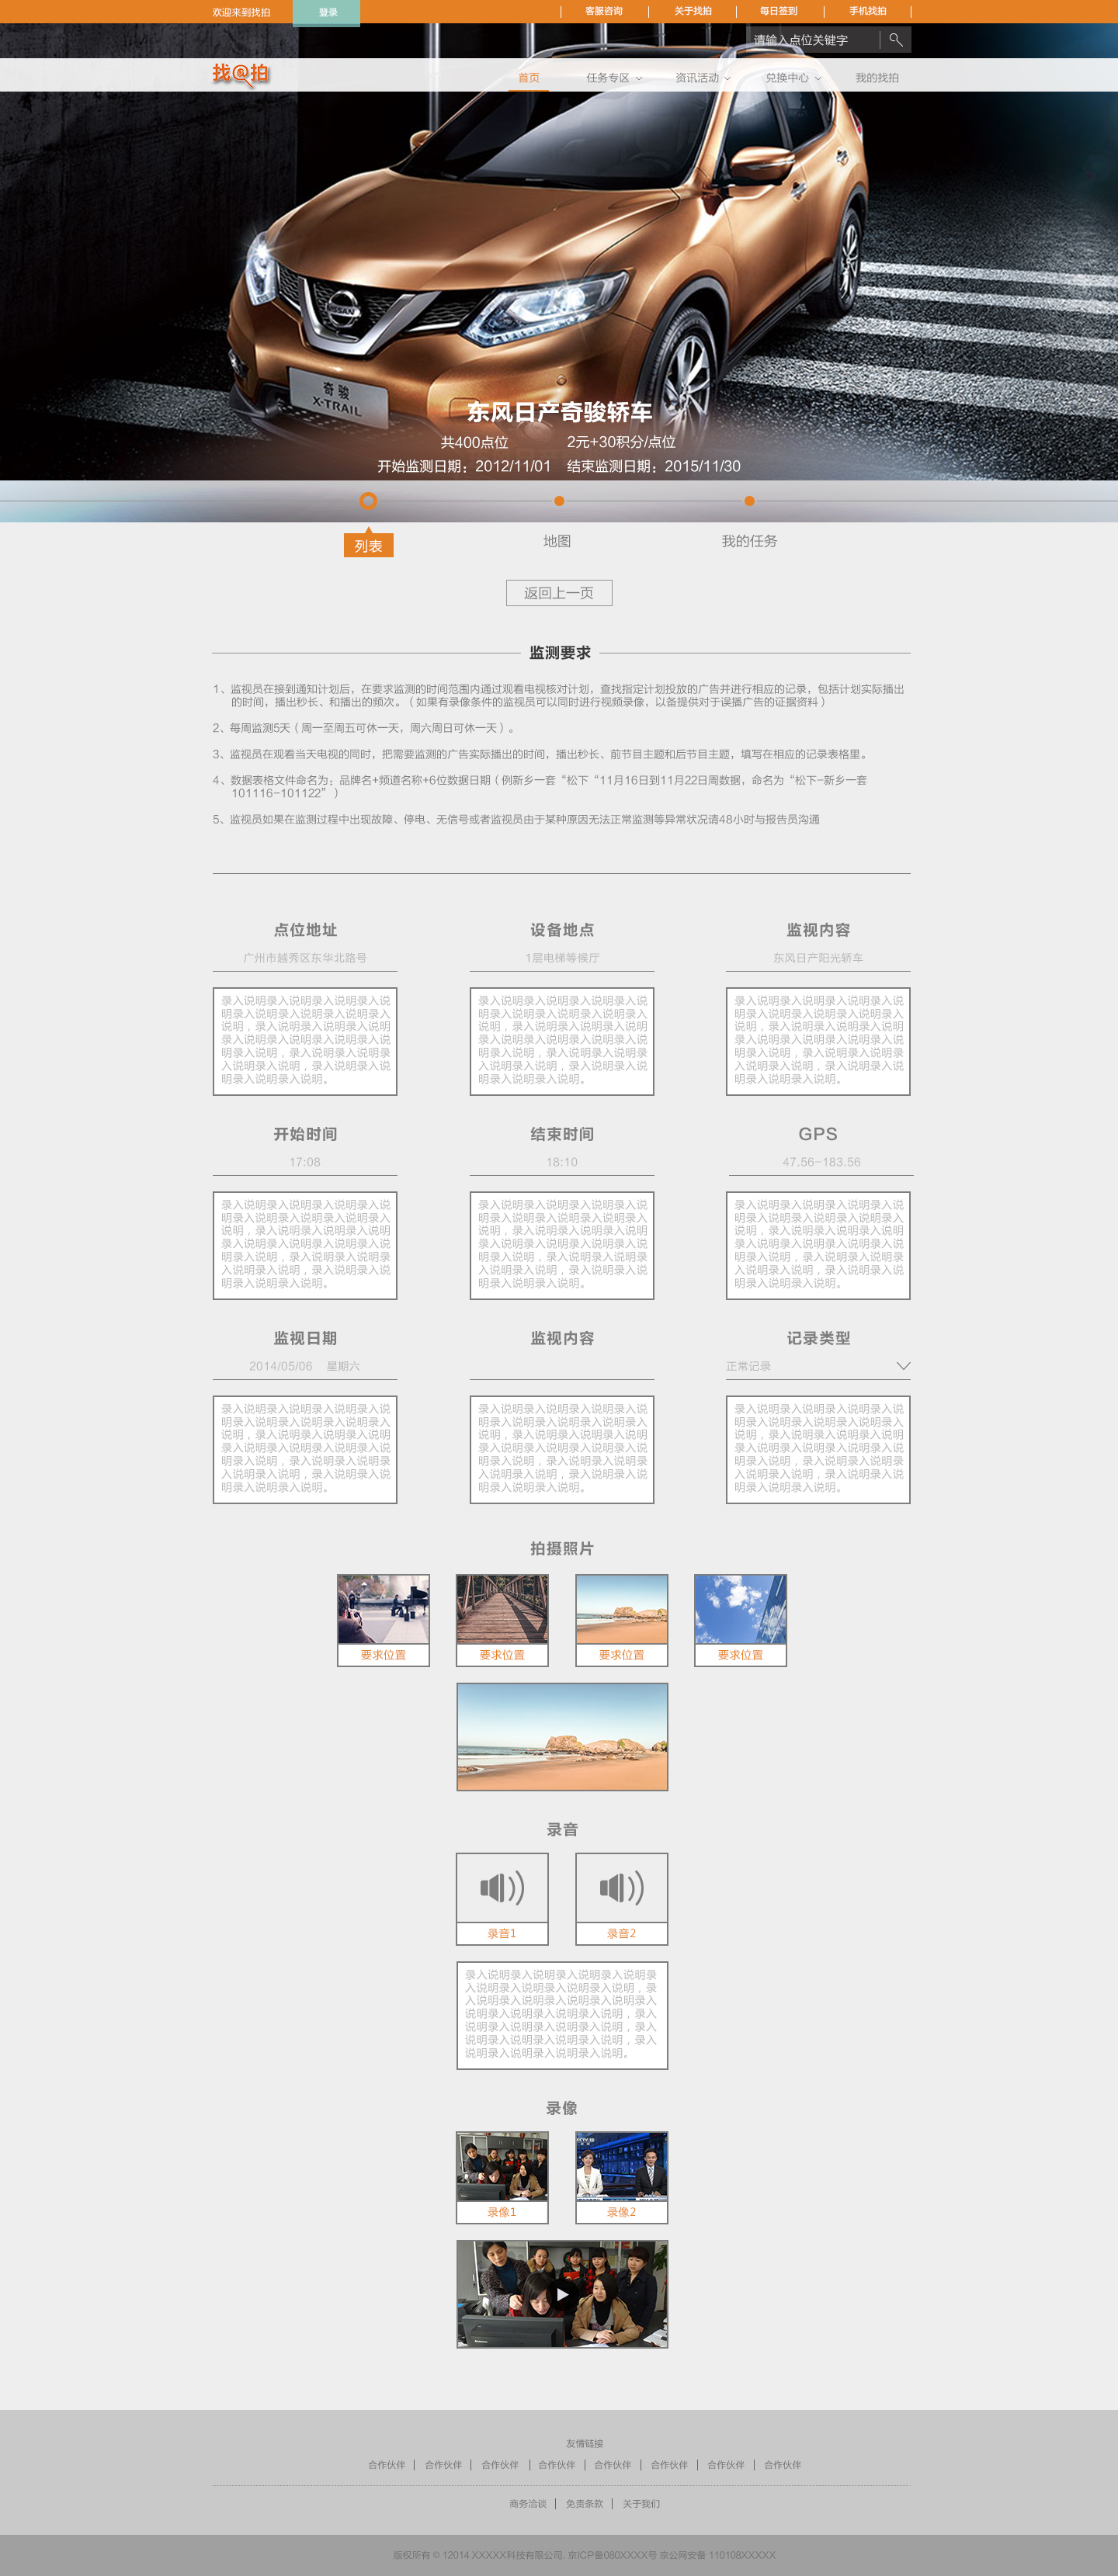 欢迎来到找拍 登录 客服咨询 关于找拍 每日签到 手机找拍
请输入点位关键字
找@拍 首页 任务专区 资讯活动 兑换中心 我的找拍
NISSAN
奇骏
X-TRAIL
东风日产奇骏轿车
共400点位 2元+30积分/点位
开始监测日期：2012/11/01 结束监测日期：2015/11/30
列表 地图 我的任务
返回上一页
监测要求
1、监视员在接到通知计划后，在要求监测的时间范围内通过观看电视核对计划，查找指定计划投放的广告并进行相应的记录，包括计划实际播出
的时间，播出秒长、和播出的频次。（如果有录像条件的监视员可以同时进行视频录像，以备提供对于误播广告的证据资料）
2、每周监测5天（周一至周五可休一天，周六周日可休一天）。
3、监视员在观看当天电视的同时，把需要监测的广告实际播出的时间，播出秒长、前节目主题和后节目主题，填写在相应的记录表格里。
4、数据表格文件命名为：品牌名+频道名称+6位数据日期（例新乡一套“松下“11月16日到11月22日周数据，命名为“松下-新乡一套
101116-101122”）
5、监视员如果在监测过程中出现故障、停电、无信号或者监视员由于某种原因无法正常监测等异常状况请48小时与报告员沟通
点位地址 设备地点 监视内容
广州市越秀区东华北路号 1层电梯等候厅 东风日产阳光轿车
录入说明录入说明录入说明录入说
明录入说明录入说明录入说明录入
说明，录入说明录入说明录入说明
录入说明录入说明录入说明录入说
明录入说明，录入说明录入说明录
入说明录入说明，录入说明录入说
明录入说明录入说明。
录入说明录入说明录入说明录入说
明录入说明录入说明录入说明录入
说明，录入说明录入说明录入说明
录入说明录入说明录入说明录入说
明录入说明，录入说明录入说明录
入说明录入说明，录入说明录入说
明录入说明录入说明。
录入说明录入说明录入说明录入说
明录入说明录入说明录入说明录入
说明，录入说明录入说明录入说明
录入说明录入说明录入说明录入说
明录入说明，录入说明录入说明录
入说明录入说明，录入说明录入说
明录入说明录入说明。
开始时间 结束时间 GPS
17:08 18:10 47.56-183.56
录入说明录入说明录入说明录入说
明录入说明录入说明录入说明录入
说明，录入说明录入说明录入说明
录入说明录入说明录入说明录入说
明录入说明，录入说明录入说明录
入说明录入说明，录入说明录入说
明录入说明录入说明。
录入说明录入说明录入说明录入说
明录入说明录入说明录入说明录入
说明，录入说明录入说明录入说明
录入说明录入说明录入说明录入说
明录入说明，录入说明录入说明录
入说明录入说明，录入说明录入说
明录入说明录入说明。
录入说明录入说明录入说明录入说
明录入说明录入说明录入说明录入
说明，录入说明录入说明录入说明
录入说明录入说明录入说明录入说
明录入说明，录入说明录入说明录
入说明录入说明，录入说明录入说
明录入说明录入说明。
监视日期 监视内容 记录类型
2014/05/06 星期六 正常记录
录入说明录入说明录入说明录入说
明录入说明录入说明录入说明录入
说明，录入说明录入说明录入说明
录入说明录入说明录入说明录入说
明录入说明，录入说明录入说明录
入说明录入说明，录入说明录入说
明录入说明录入说明。
录入说明录入说明录入说明录入说
明录入说明录入说明录入说明录入
说明，录入说明录入说明录入说明
录入说明录入说明录入说明录入说
明录入说明，录入说明录入说明录
入说明录入说明，录入说明录入说
明录入说明录入说明。
录入说明录入说明录入说明录入说
明录入说明录入说明录入说明录入
说明，录入说明录入说明录入说明
录入说明录入说明录入说明录入说
明录入说明，录入说明录入说明录
入说明录入说明，录入说明录入说
明录入说明录入说明。
拍摄照片
要求位置 要求位置 要求位置 要求位置
录音
录音1 录音2
录入说明录入说明录入说明录入说明录
入说明录入说明录入说明录入说明，录
入说明录入说明录入说明录入说明录入
说明录入说明录入说明录入说明，录入
说明录入说明录入说明录入说明，录入
说明录入说明录入说明录入说明，录入
说明录入说明录入说明录入说明。
录像
录像1 录像2
友情链接
合作伙伴 合作伙伴 合作伙伴 合作伙伴 合作伙伴 合作伙伴 合作伙伴 合作伙伴
商务洽谈 免责条款 关于我们
版权所有 © 12014 XXXXX科技有限公司. 京ICP备080XXXX号 京公网安备 110108XXXXX